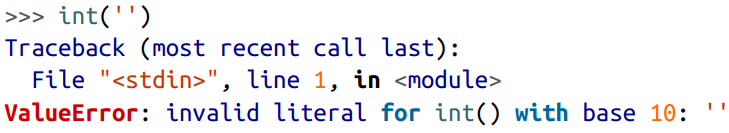 >>> int('')
Traceback (most recent call last):
  File "<stdin>", line 1, in <module>
ValueError: invalid literal for int() with base 10: ''